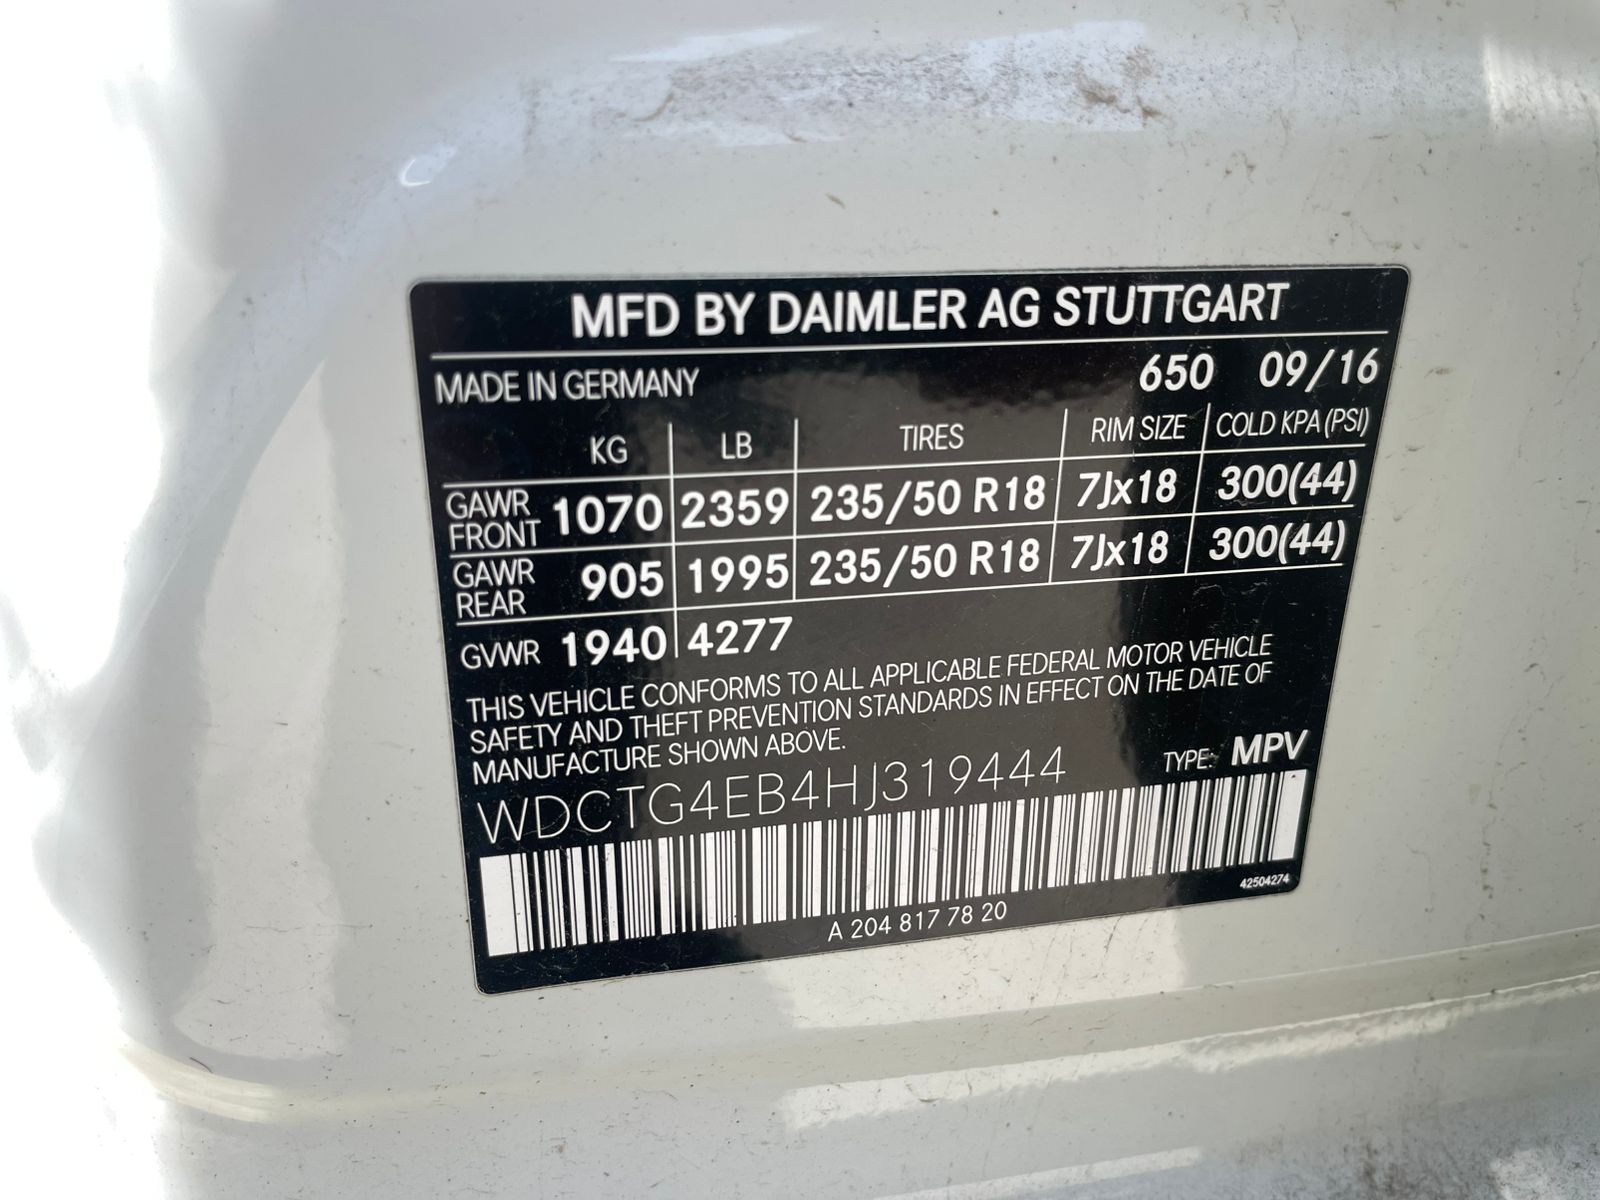 MFD BY DAIMLER AG STUTTGART
MADE IN GERMANY 650 09/16
KG LB TIRES RIM SIZE COLD KPA (PSI)
GAWR FRONT 1070 2359 235/50 R18 7Jx18 300(44)
GAWR REAR 905 1995 235/50 R18 7Jx18 300(44)
GVWR 1940 4277
THIS VEHICLE CONFORMS TO ALL APPLICABLE FEDERAL MOTOR VEHICLE
SAFETY AND THEFT PREVENTION STANDARDS IN EFFECT ON THE DATE OF
MANUFACTURE SHOWN ABOVE.
WDCTG4EB4HJ319444 TYPE: MPV
42504274
A 204 817 78 20